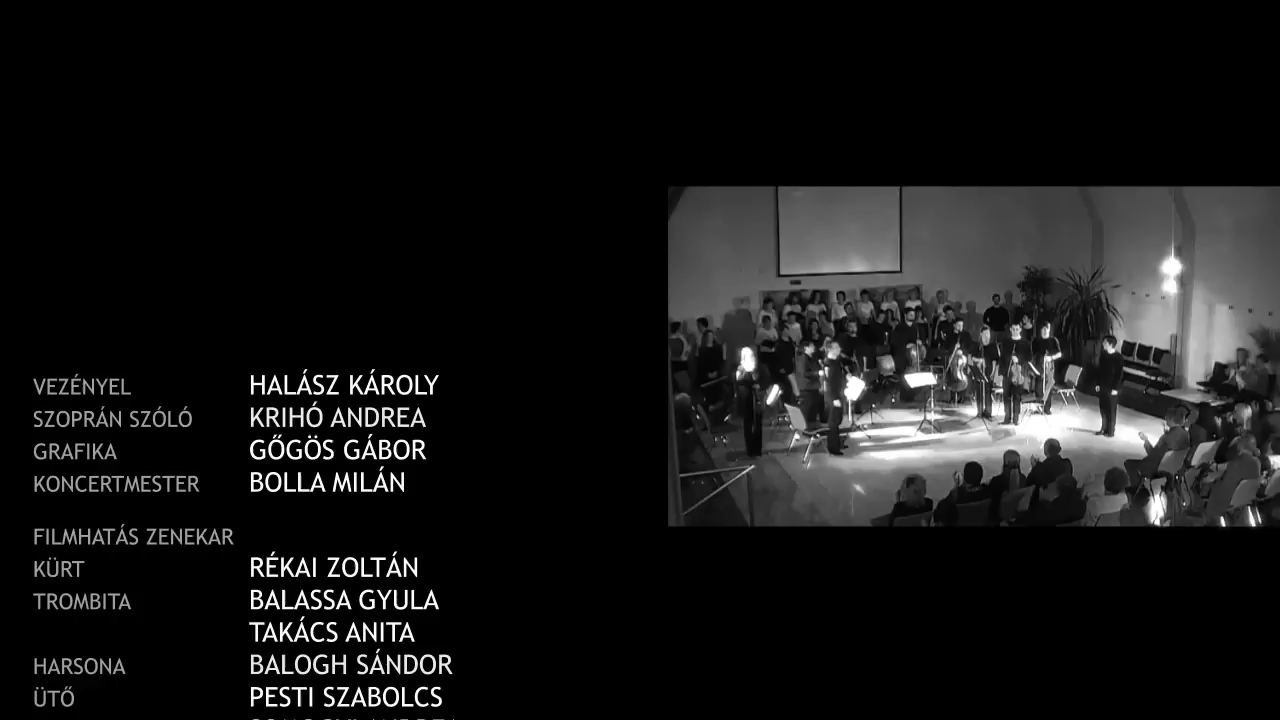 VEZÉNYEL HALÁSZ KÁROLY
SZOPRÁN SZÓLÓ KRIHÓ ANDREA
GRAFIKA GŐGÖS GÁBOR
KONCERTMESTER BOLLA MILÁN
FILMHATÁS ZENEKAR
KÜRT RÉKAI ZOLTÁN
TROMBITA BALASSA GYULA
TAKÁCS ANITA
HARSONA BALOGH SÁNDOR
ÜTŐ PESTI SZABOLCS